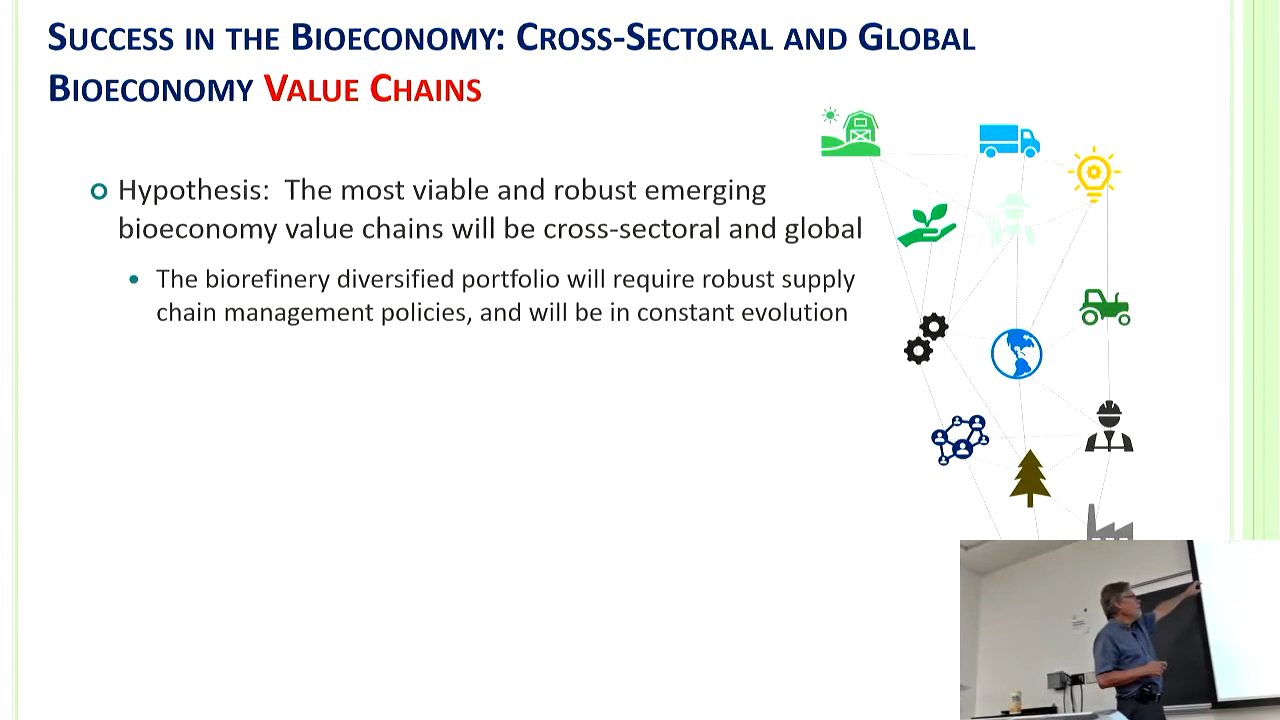 Success in the Bioeconomy: Cross-Sectoral and Global
Bioeconomy Value Chains
Hypothesis: The most viable and robust emerging
bioeconomy value chains will be cross-sectoral and global
The biorefinery diversified portfolio will require robust supply
chain management policies, and will be in constant evolution